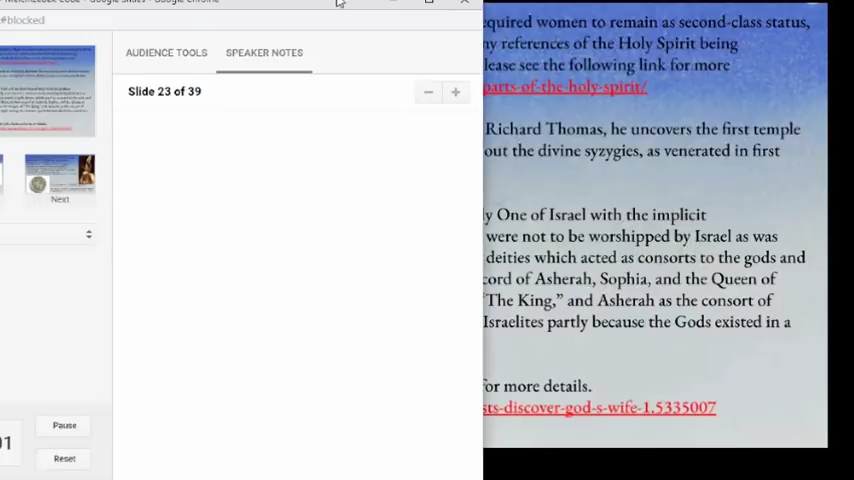 #blocked
AUDIENCE TOOLS
SPEAKER NOTES
Slide 23 of 39
Next
Pause
Reset
equired women to remain as second-class status,
ny references of the Holy Spirit being
lease see the following link for more
parts-of-the-holy-spirit/
Richard Thomas, he uncovers the first temple
out the divine syzygies, as venerated in first
ly One of Israel with the implicit
were not to be worshipped by Israel as was
deities which acted as consorts to the gods and
cord of Asherah, Sophia, and the Queen of
"The King," and Asherah as the consort of
Israelites partly because the Gods existed in a
for more details.
sts-discover-god-s-wife-1.5335007